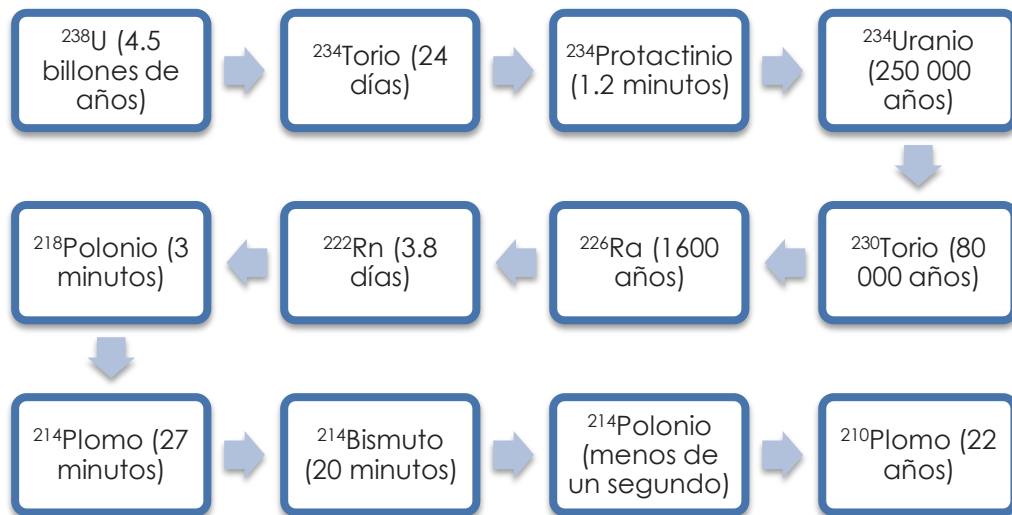 ²³⁸U (4.5
billones de
años)
²³⁴Torio (24
días)
²³⁴Protactinio
(1.2 minutos)
²³⁴Uranio
(250 000
años)
²³⁰Torio (80
000 años)
²²⁶Ra (1600
años)
²²²Rn (3.8
días)
²¹⁸Polonio (3
minutos)
²¹⁴Plomo (27
minutos)
²¹⁴Bismuto
(20 minutos)
²¹⁴Polonio
(menos de
un segundo)
²¹⁰Plomo (22
años)